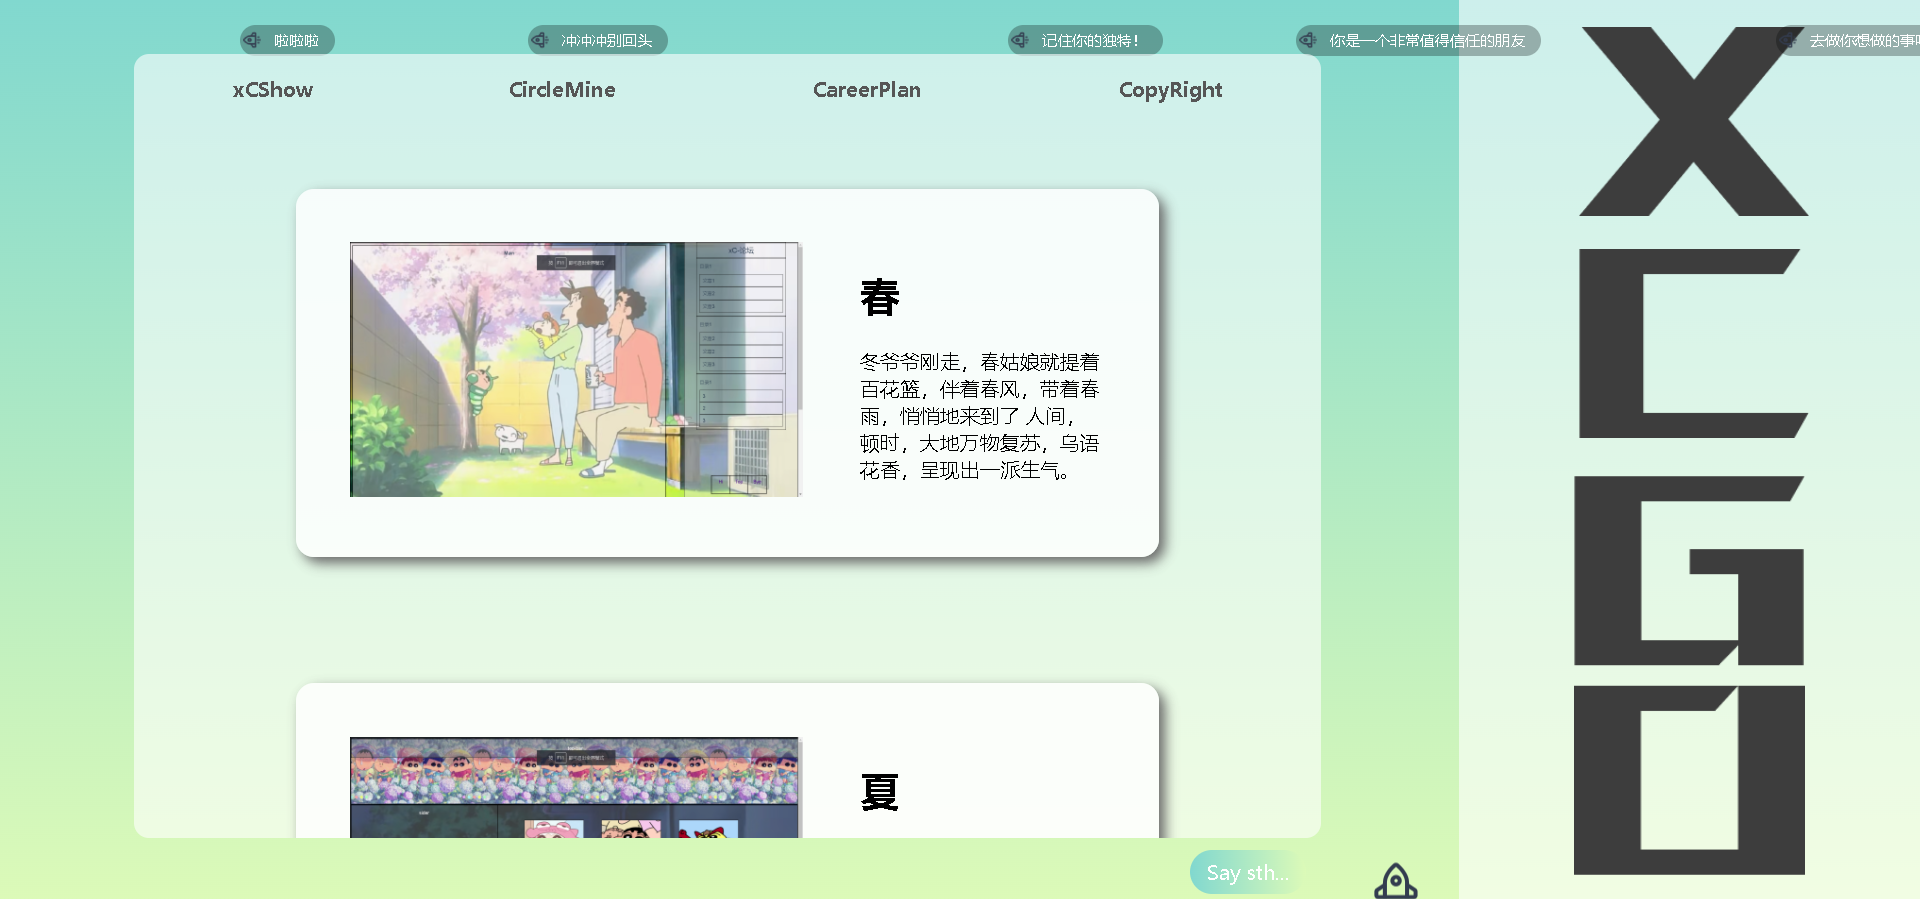 啦啦啦
冲冲冲别回头
记住你的独特!
你是一个非常值得信任的朋友
去做你想做的事
xCShow
CircleMine
CareerPlan
CopyRight
春
冬爷爷刚走，春姑娘就提着
百花篮，伴着春风，带着春
雨，悄悄地来到了 人间，
顿时，大地万物复苏，鸟语
花香，呈现出一派生气。
夏
Say sth...
X
C
G
O